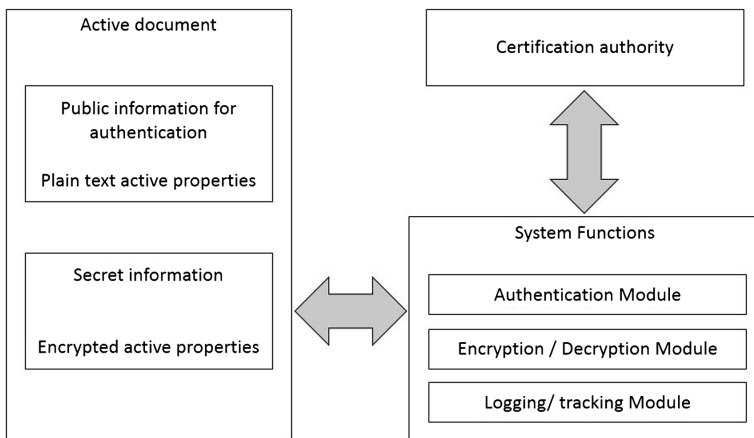 Active document
Public information for
authentication
Plain text active properties
Secret information
Encrypted active properties
Certification authority
System Functions
Authentication Module
Encryption / Decryption Module
Logging/ tracking Module